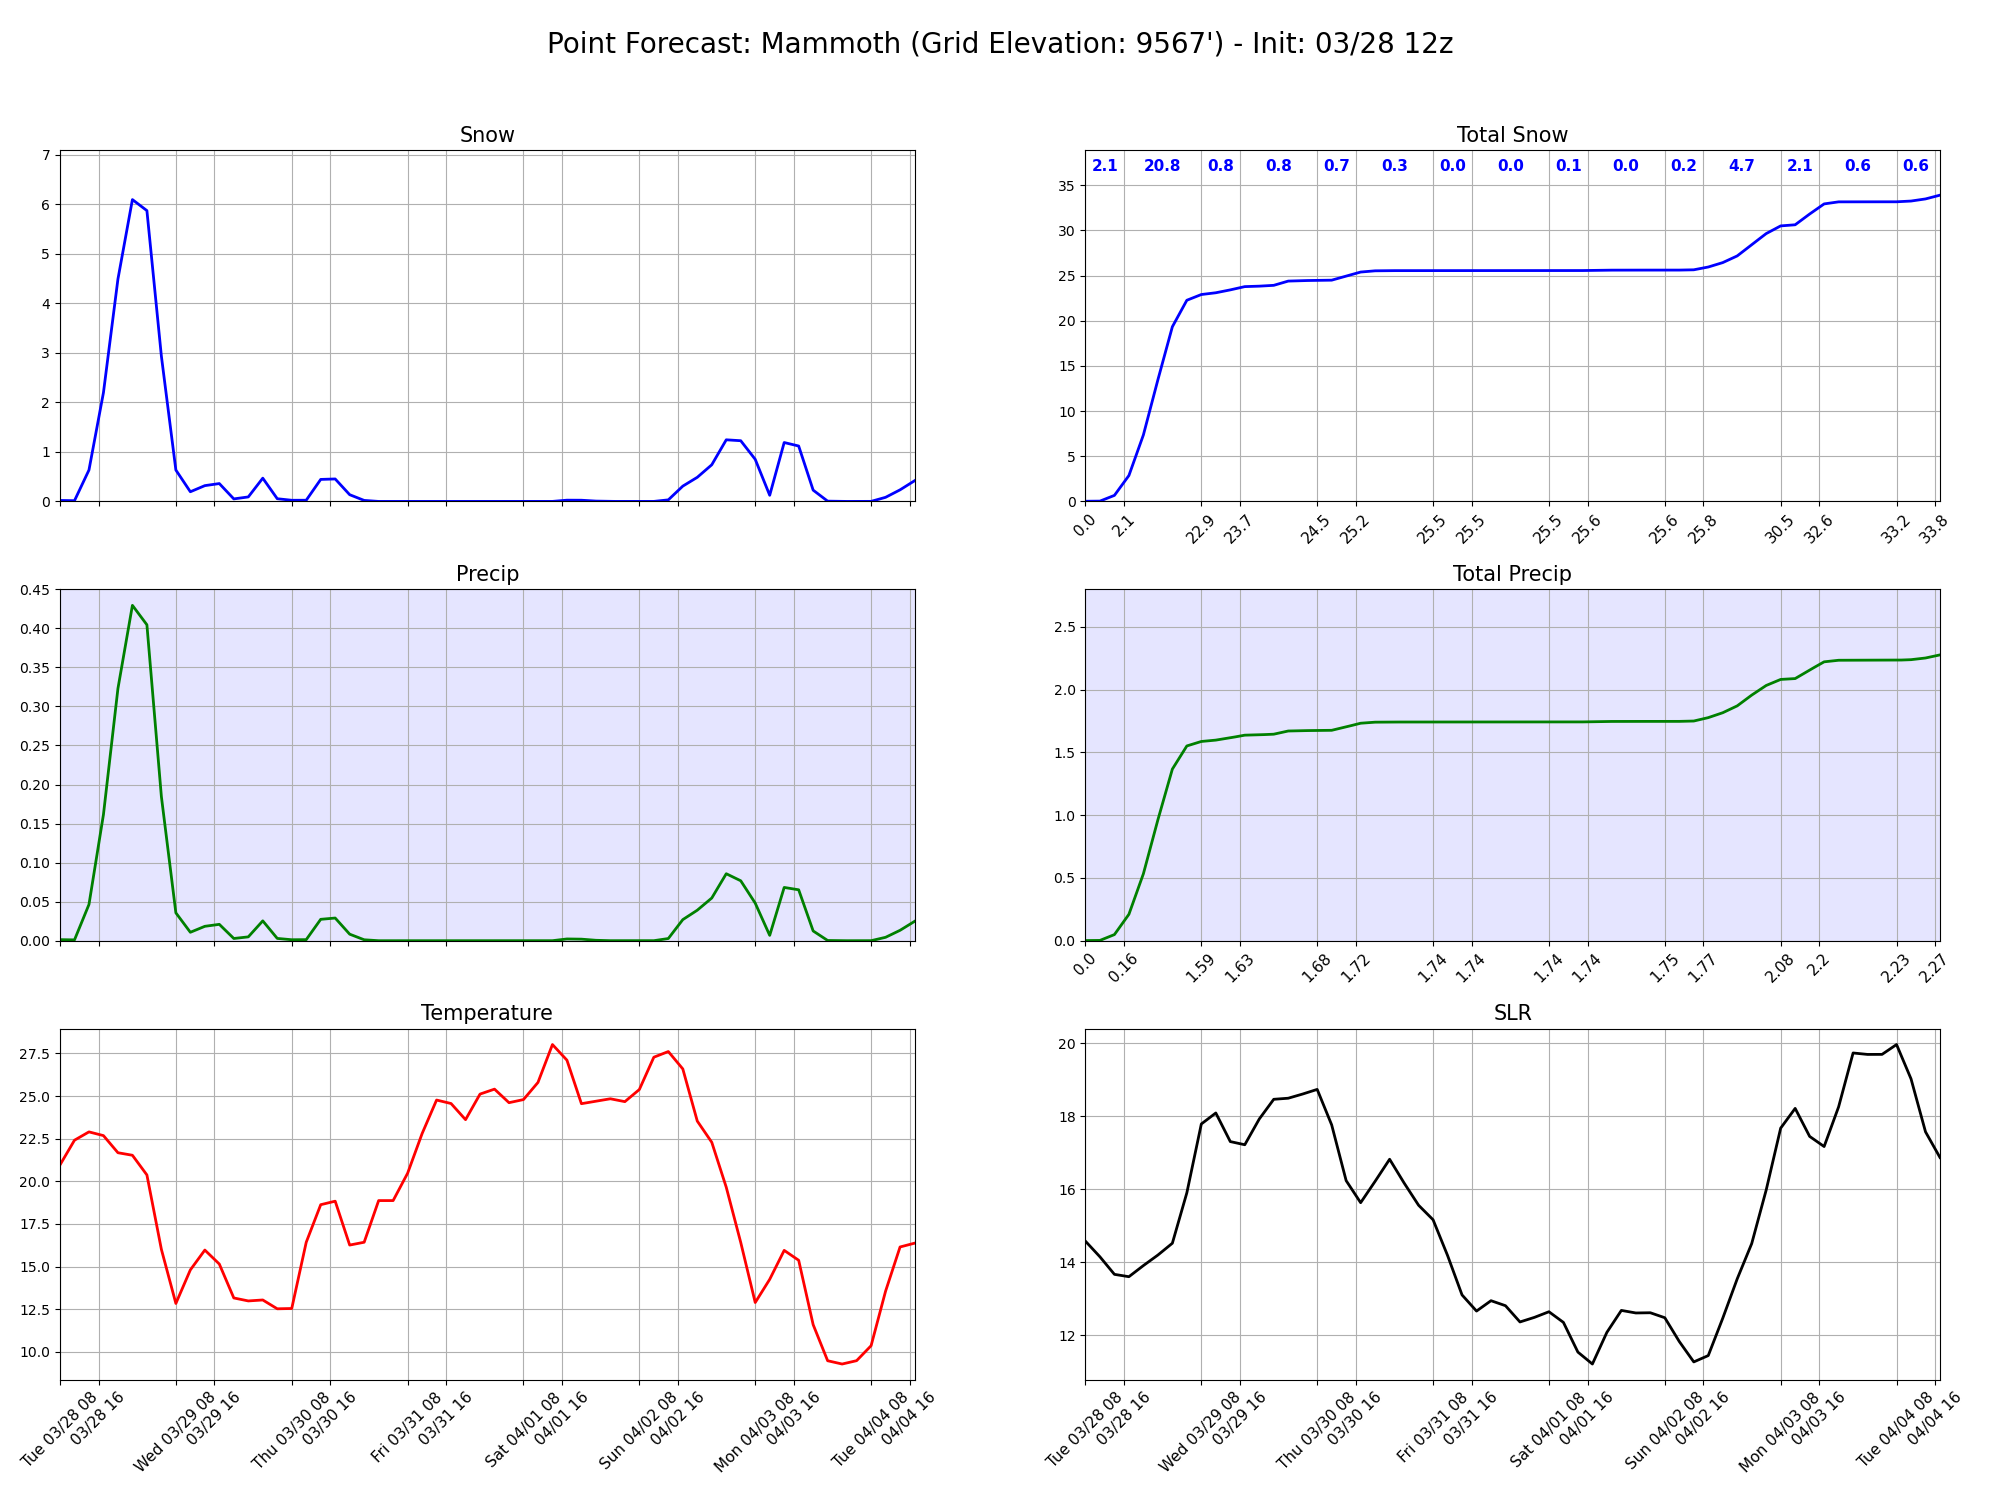 Point Forecast: Mammoth (Grid Elevation: 9567') - Init: 03/28 12z
Snow
7
6
5
4
3
2
1
0
Total Snow
2.1 20.8 0.8 0.8 0.7 0.3 0.0 0.0 0.1 0.0 0.2 4.7 2.1 0.6 0.6
35
30
25
20
15
10
5
0
0.0 2.1 22.9 23.7 24.5 25.2 25.5 25.5 25.5 25.6 25.6 25.8 30.5 32.6 33.2 33.8
Precip
0.45
0.40
0.35
0.30
0.25
0.20
0.15
0.10
0.05
0.00
Total Precip
2.5
2.0
1.5
1.0
0.5
0.0
0.0 0.16 1.59 1.63 1.68 1.72 1.74 1.74 1.74 1.74 1.75 1.77 2.08 2.2 2.23 2.27
Temperature
27.5
25.0
22.5
20.0
17.5
15.0
12.5
10.0
Tue 03/28 08
03/28 16
Wed 03/29 08
03/29 16
Thu 03/30 08
03/30 16
Fri 03/31 08
03/31 16
Sat 04/01 08
04/01 16
Sun 04/02 08
04/02 16
Mon 04/03 08
04/03 16
Tue 04/04 08
04/04 16
SLR
20
18
16
14
12
Tue 03/28 08
03/28 16
Wed 03/29 08
03/29 16
Thu 03/30 08
03/30 16
Fri 03/31 08
03/31 16
Sat 04/01 08
04/01 16
Sun 04/02 08
04/02 16
Mon 04/03 08
04/03 16
Tue 04/04 08
04/04 16